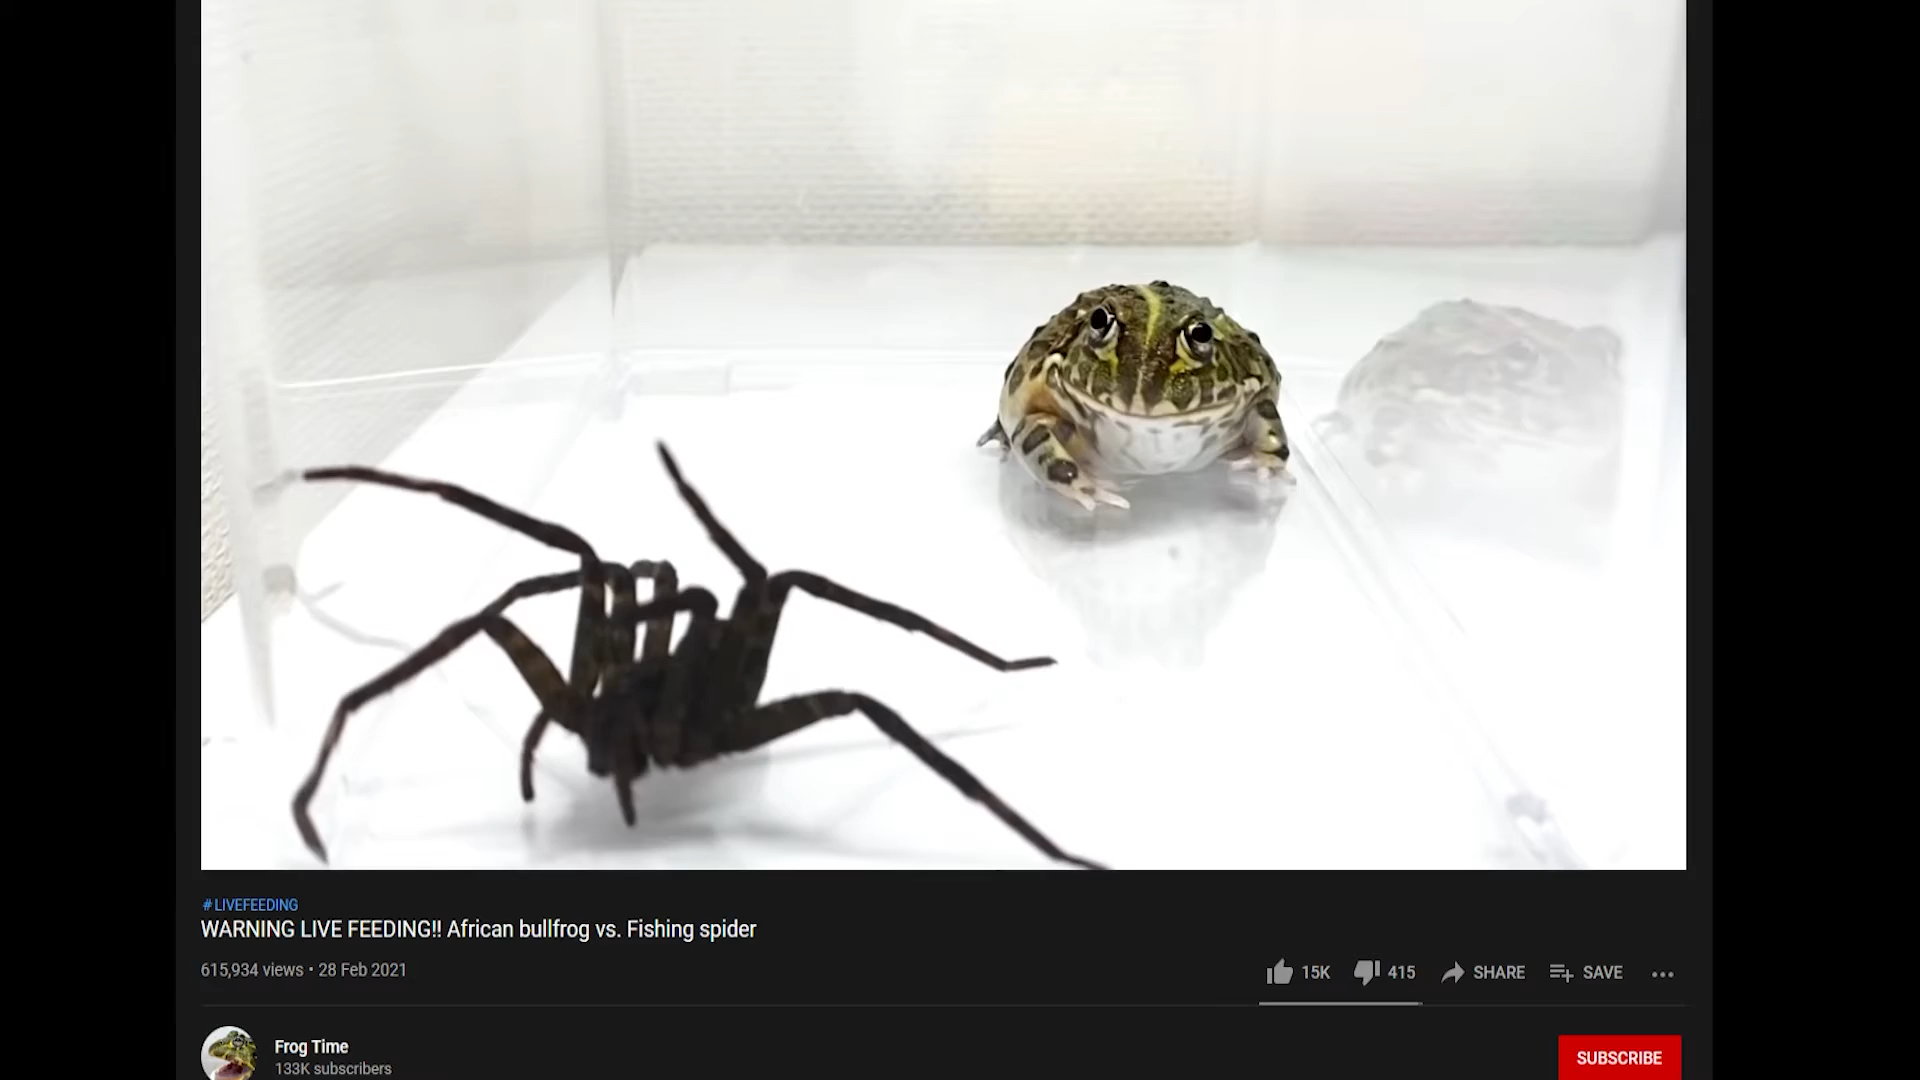 #LIVEFEEDING
WARNING LIVE FEEDING!! African bullfrog vs. Fishing spider
615,934 views • 28 Feb 2021
15K 415 SHARE SAVE
Frog Time
133K subscribers
SUBSCRIBE